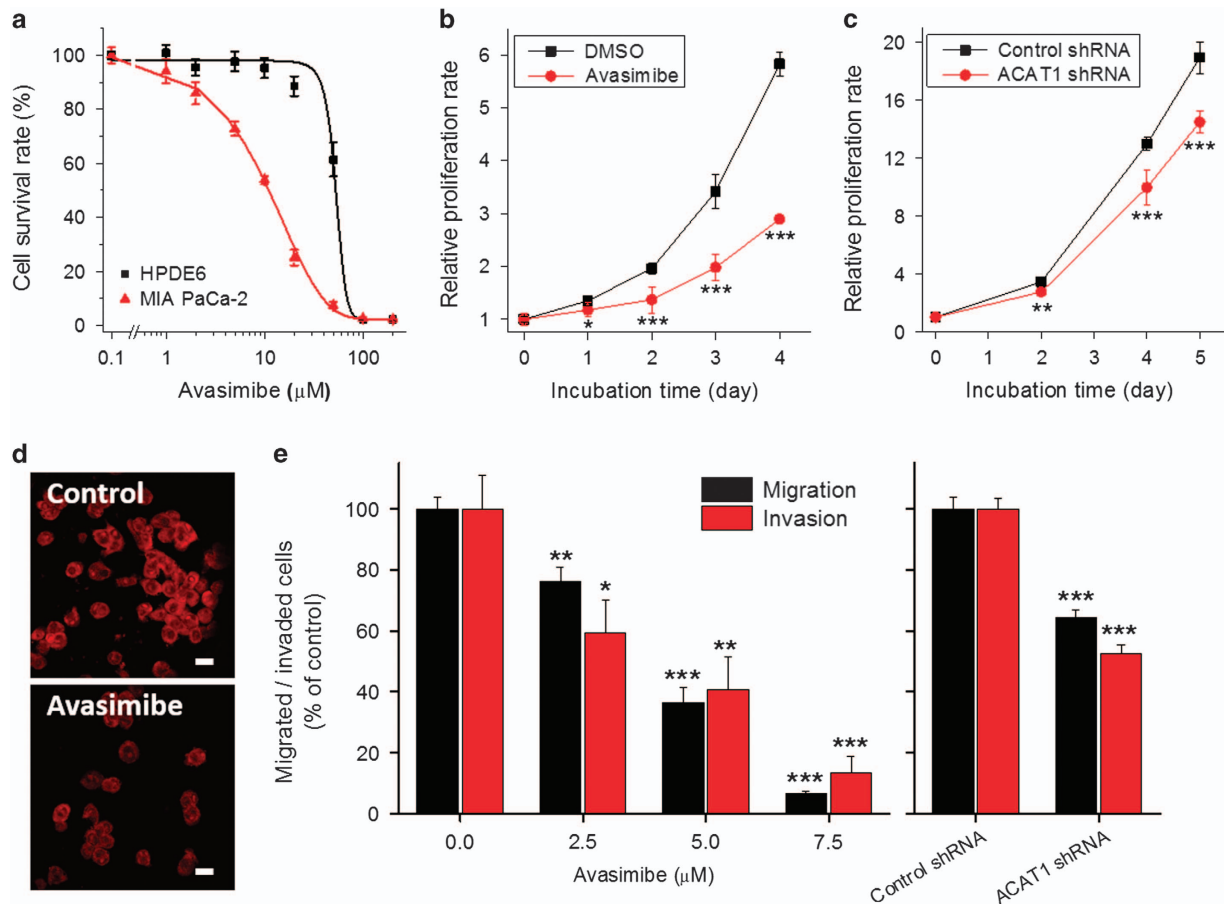 a
Cell survival rate (%)
100
80
60
40
20
0
HPDE6
MIA PaCa-2
0.1 1 10 100
Avasimibe (μM)
b
Relative proliferation rate
6
5
4
3
2
1
DMSO
Avasimibe
* *** *** ***
0 1 2 3 4
Incubation time (day)
c
Relative proliferation rate
20
16
12
8
4
0
Control shRNA
ACAT1 shRNA
** *** ***
0 1 2 3 4 5
Incubation time (day)
d
Control
Avasimibe
e
Migrated / invaded cells
(% of control)
100
80
60
40
20
0
Migration
Invasion
** * *** ** *** ***
0.0 2.5 5.0 7.5
Avasimibe (μM)
*** ***
Control shRNA
ACAT1 shRNA